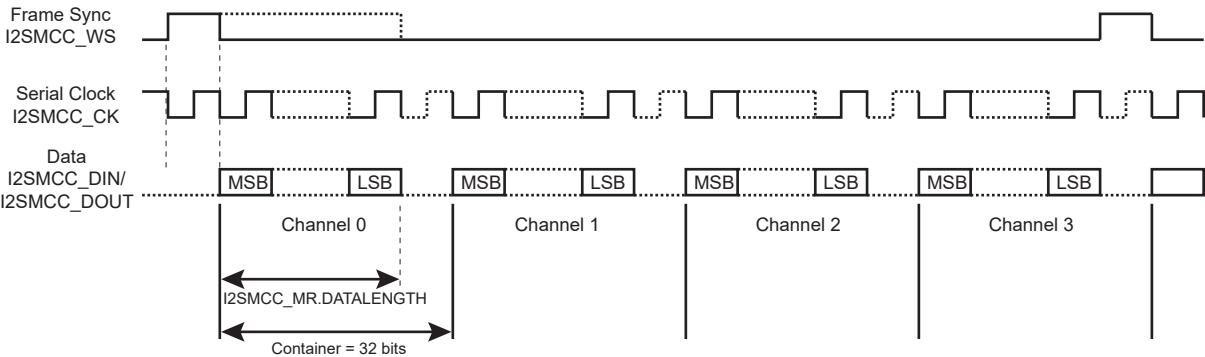 Frame Sync
I2SMCC_WS
Serial Clock
I2SMCC_CK
Data
I2SMCC_DIN/
I2SMCC_DOUT
MSB LSB MSB LSB MSB LSB MSB LSB
Channel 0 Channel 1 Channel 2 Channel 3
I2SMCC_MR.DATALENGTH
Container = 32 bits